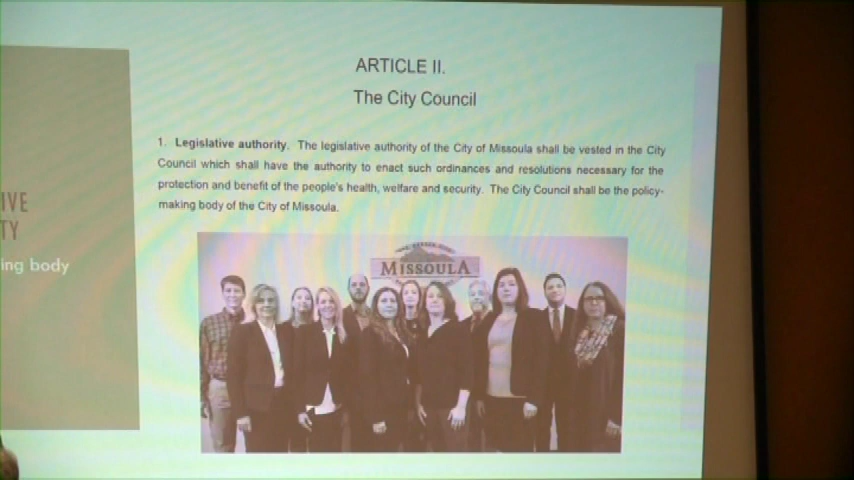 ARTICLE II.
The City Council
1. Legislative authority. The legislative authority of the City of Missoula shall be vested in the City
Council which shall have the authority to enact such ordinances and resolutions necessary for the
protection and benefit of the people's health, welfare and security. The City Council shall be the policy-
making body of the City of Missoula.
IVE
TY
ing body
MISSOULA